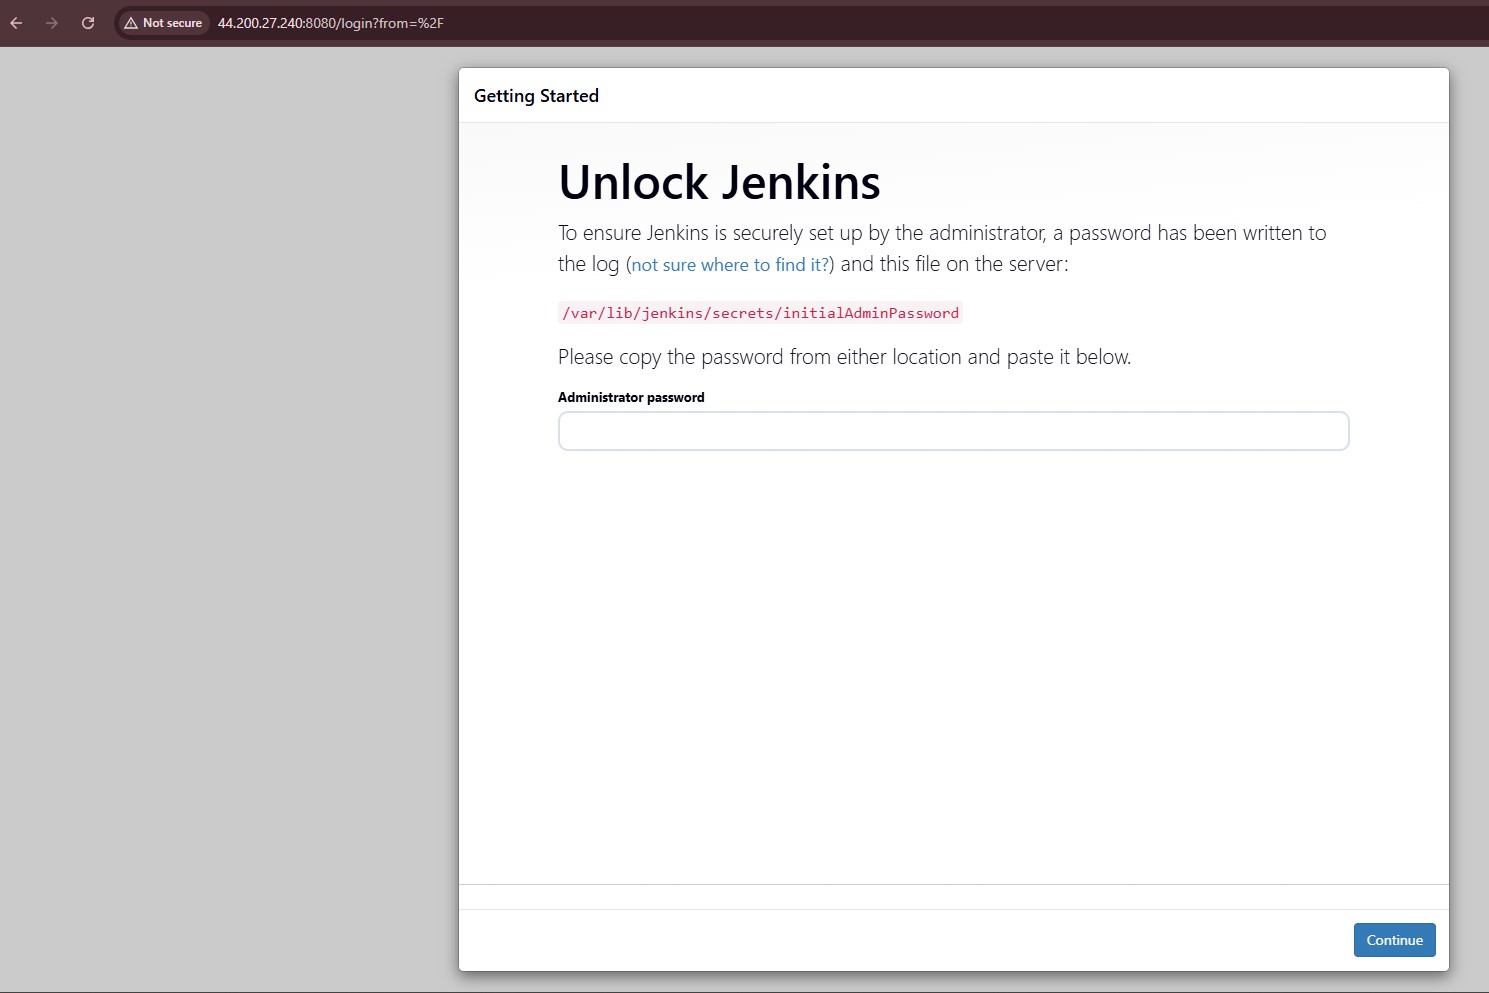 Not secure 44.200.27.240:8080/login?from=%2F
Getting Started
Unlock Jenkins
To ensure Jenkins is securely set up by the administrator, a password has been written to
the log (not sure where to find it?) and this file on the server:
/var/lib/jenkins/secrets/initialAdminPassword
Please copy the password from either location and paste it below.
Administrator password
Continue